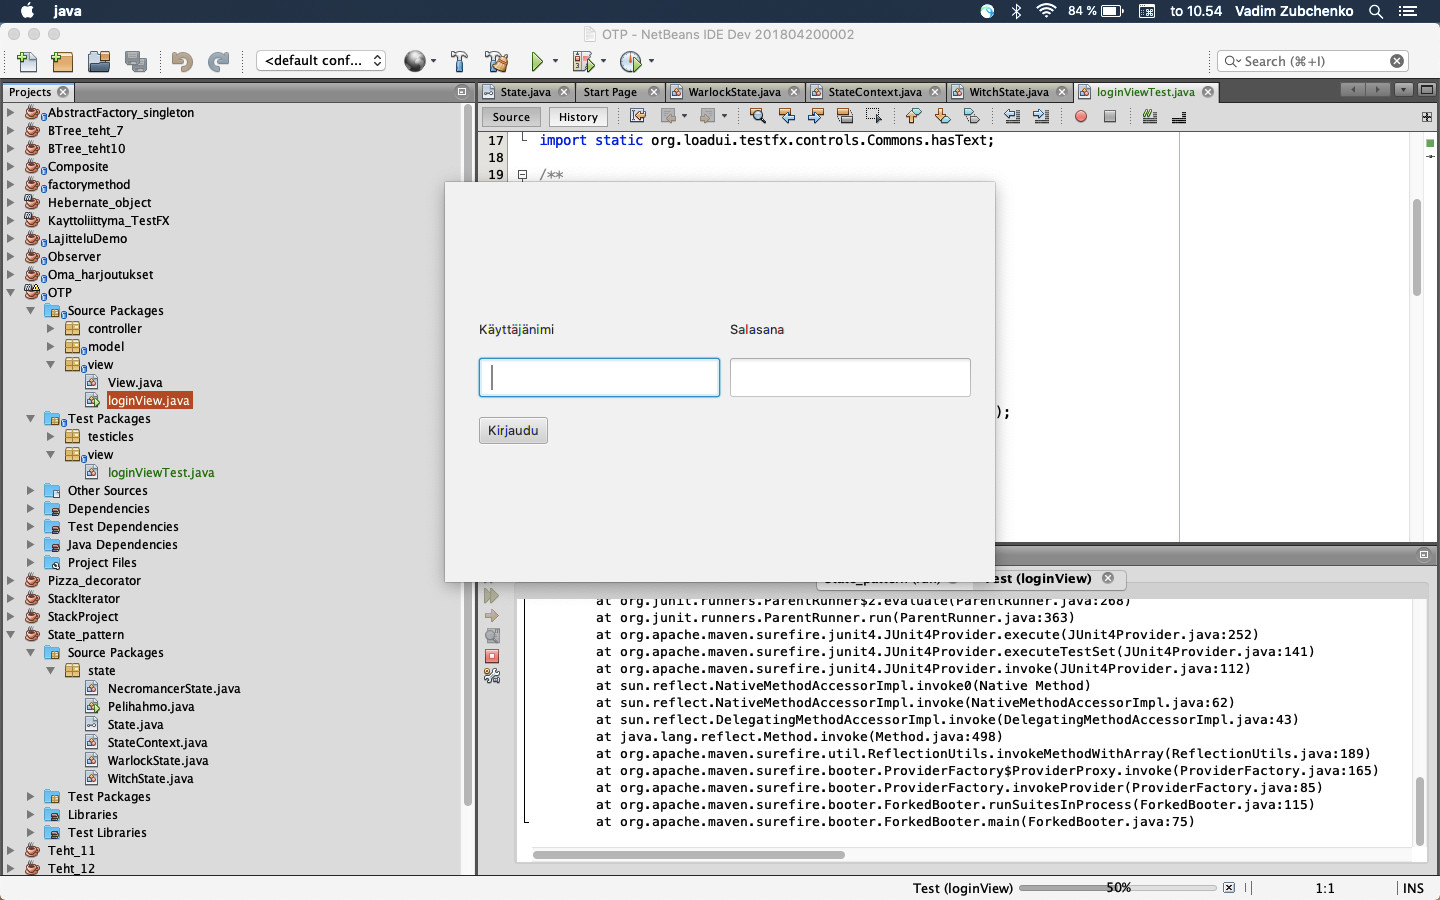 java
84 %
to 10.54
Vadim Zubchenko
OTP - NetBeans IDE Dev 201804200002
<default conf...
Search (⌘+I)
Projects
State.java
Start Page
WarlockState.java
StateContext.java
WitchState.java
loginViewTest.java
Source
History
AbstractFactory_singleton
BTree_teht_7
BTree_teht10
Composite
factorymethod
Hebernate_object
Kayttoliittyma_TestFX
LajitteluDemo
Observer
Oma_harjoutukset
OTP
Source Packages
controller
model
view
View.java
loginView.java
Test Packages
testicles
view
loginViewTest.java
Other Sources
Dependencies
Test Dependencies
Java Dependencies
Project Files
Pizza_decorator
StackIterator
StackProject
State_pattern
Source Packages
state
NecromancerState.java
Pelihahmo.java
State.java
StateContext.java
WarlockState.java
WitchState.java
Test Packages
Libraries
Test Libraries
Teht_11
Teht_12
17 import static org.loadui.testfx.controls.Commons.hasText;
18
19 /**
);
Käyttäjänimi
Salasana
Kirjaudu
State_pattern (run)
Test (loginView)
at org.junit.runners.ParentRunner$2.evaluate(ParentRunner.java:268)
at org.junit.runners.ParentRunner.run(ParentRunner.java:363)
at org.apache.maven.surefire.junit4.JUnit4Provider.execute(JUnit4Provider.java:252)
at org.apache.maven.surefire.junit4.JUnit4Provider.executeTestSet(JUnit4Provider.java:141)
at org.apache.maven.surefire.junit4.JUnit4Provider.invoke(JUnit4Provider.java:112)
at sun.reflect.NativeMethodAccessorImpl.invoke0(Native Method)
at sun.reflect.NativeMethodAccessorImpl.invoke(NativeMethodAccessorImpl.java:62)
at sun.reflect.DelegatingMethodAccessorImpl.invoke(DelegatingMethodAccessorImpl.java:43)
at java.lang.reflect.Method.invoke(Method.java:498)
at org.apache.maven.surefire.util.ReflectionUtils.invokeMethodWithArray(ReflectionUtils.java:189)
at org.apache.maven.surefire.booter.ProviderFactory$ProviderProxy.invoke(ProviderFactory.java:165)
at org.apache.maven.surefire.booter.ProviderFactory.invokeProvider(ProviderFactory.java:85)
at org.apache.maven.surefire.booter.ForkedBooter.runSuitesInProcess(ForkedBooter.java:115)
at org.apache.maven.surefire.booter.ForkedBooter.main(ForkedBooter.java:75)
Test (loginView)
50%
1:1
INS